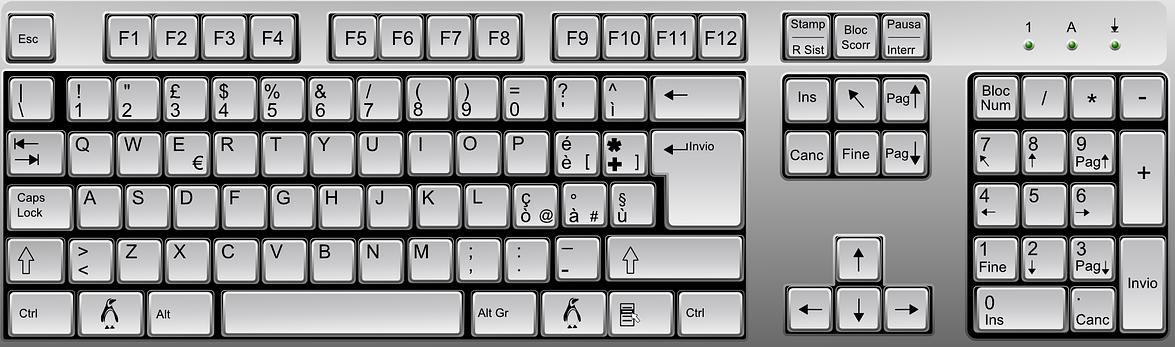 Esc F1 F2 F3 F4 F5 F6 F7 F8 F9 F10 F11 F12 Stamp R Sist Bloc Scorr Pausa Interr 1 A
| \ ! 1 " 2 £ 3 $ 4 % 5 & 6 / 7 ( 8 ) 9 = 0 ? ' ^ ì ← Ins ↖ Pag↑ Bloc Num / * -
Q W E € R T Y U I O P é è [ * + ] Invio Canc Fine Pag↓ 7 ↖ 8 ↑ 9 Pag↑ +
Caps Lock A S D F G H J K L ç ò @ ° à # § ù 4 ← 5 6 →
> < Z X C V B N M ; , : . _ - ↑ 1 Fine 2 ↓ 3 Pag↓ Invio
Ctrl Alt Alt Gr Ctrl ← ↓ → 0 Ins . Canc